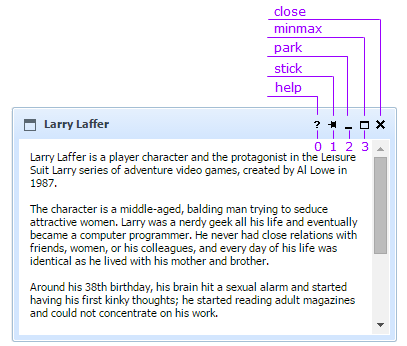 close
minmax
park
stick
help
Larry Laffer
?
0 1 2 3
Larry Laffer is a player character and the protagonist in the Leisure
Suit Larry series of adventure video games, created by Al Lowe in
1987.
The character is a middle-aged, balding man trying to seduce
attractive women. Larry was a nerdy geek all his life and eventually
became a computer programmer. He never had close relations with
friends, women, or his colleagues, and every day of his life was
identical as he lived with his mother and brother.
Around his 38th birthday, his brain hit a sexual alarm and started
having his first kinky thoughts; he started reading adult magazines
and could not concentrate on his work.